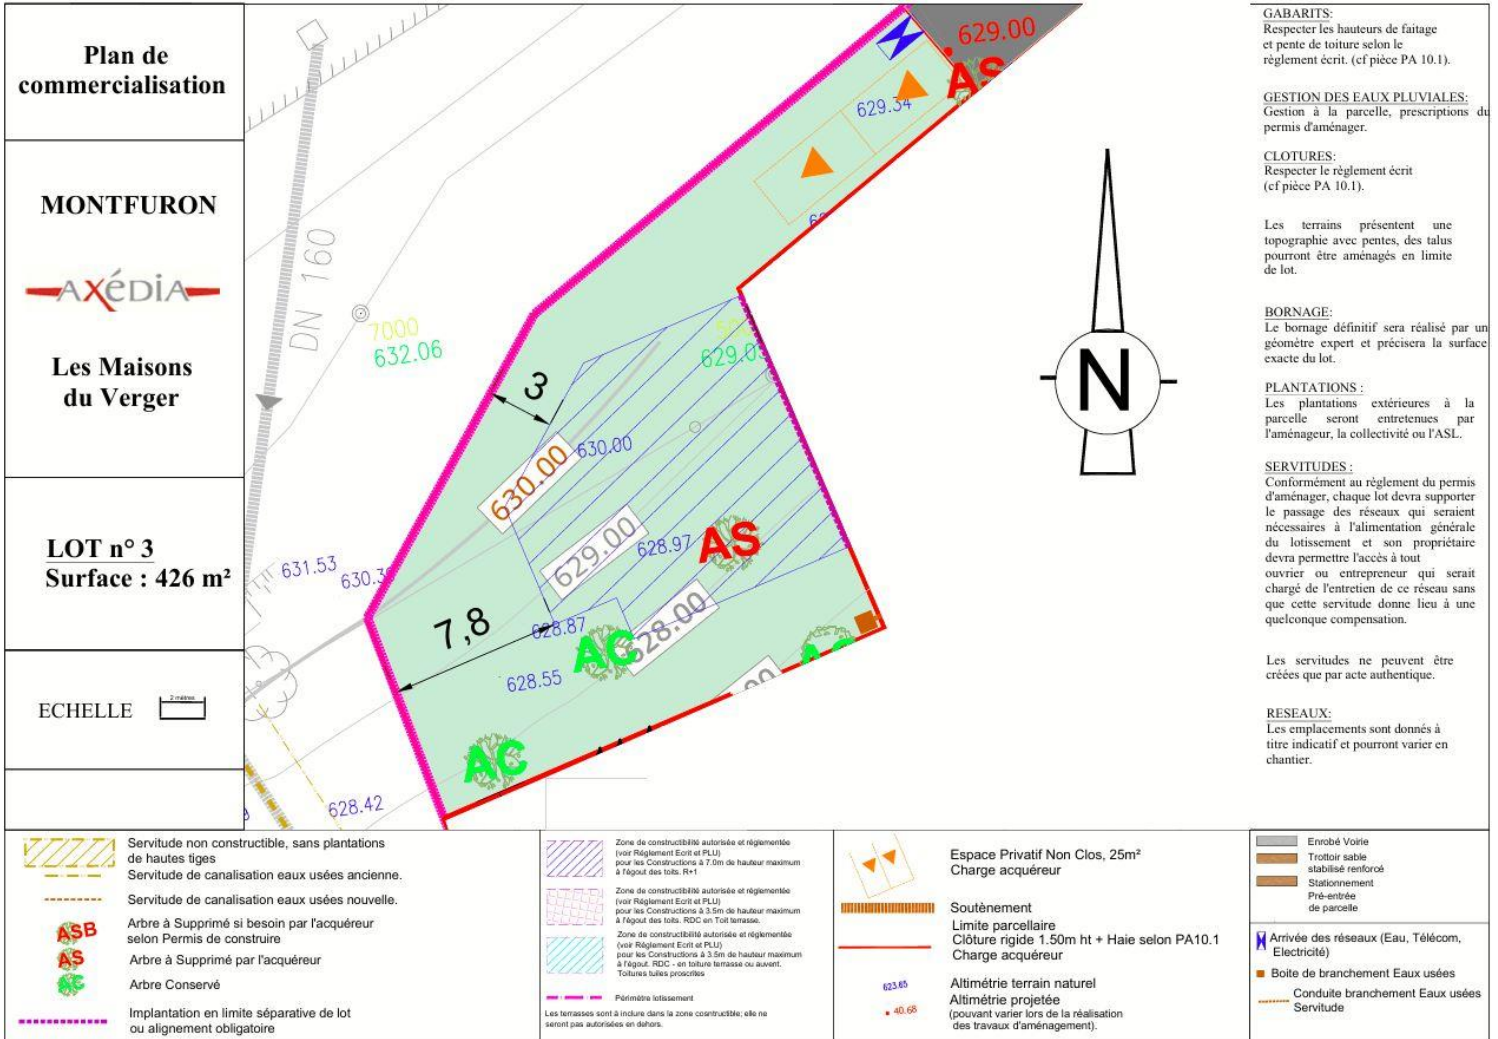 Plan de
commercialisation
MONTFURON
AXéDIA
Les Maisons
du Verger
LOT n° 3
Surface : 426 m²
ECHELLE
2 mètres
DN 160
7000
632.06
629.00
AS
629.34
3
630.00
630.00
629.00
628.97
AS
628.00
631.53
7,8
628.87
AC
628.55
AC
628.42
GABARITS:
Respecter les hauteurs de faitage
et pente de toiture selon le
règlement écrit. (cf pièce PA 10.1).
GESTION DES EAUX PLUVIALES:
Gestion à la parcelle, prescriptions du
permis d'aménager.
CLOTURES:
Respecter le règlement écrit
(cf pièce PA 10.1).
Les terrains présentent une
topographie avec pentes, des talus
pourront être aménagés en limite
de lot.
BORNAGE:
Le bornage définitif sera réalisé par un
géomètre expert et précisera la surface
exacte du lot.
PLANTATIONS :
Les plantations extérieures à la
parcelle seront entretenues par
l'aménageur, la collectivité ou l'ASL.
SERVITUDES :
Conformément au règlement du permis
d'aménager, chaque lot devra supporter
le passage des réseaux qui seraient
nécessaires à l'alimentation générale
du lotissement et son propriétaire
devra permettre l'accès à tout
ouvrier ou entrepreneur qui serait
chargé de l'entretien de ce réseau sans
que cette servitude donne lieu à une
quelconque compensation.
Les servitudes ne peuvent être
créées que par acte authentique.
RESEAUX:
Les emplacements sont donnés à
titre indicatif et pourront varier en
chantier.
N
Servitude non constructible, sans plantations
de hautes tiges
Servitude de canalisation eaux usées ancienne.
Servitude de canalisation eaux usées nouvelle.
ASB
Arbre à Supprimé si besoin par l'acquéreur
selon Permis de construire
AS
Arbre à Supprimé par l'acquéreur
AC
Arbre Conservé
Implantation en limite séparative de lot
ou alignement obligatoire
Zone de constructibilité autorisée et réglementée
(voir Réglement Ecrit et PLU)
pour les Constructions à 7.0m de hauteur maximum
à l'égout des toits. R+1
Zone de constructibilité autorisée et réglementée
(voir Réglement Ecrit et PLU)
pour les Constructions à 3.5m de hauteur maximum
à l'égout des toits. RDC en Toit terrasse.
Zone de constructibilité autorisée et réglementée
(voir Réglement Ecrit et PLU)
pour les Constructions à 3.5m de hauteur maximum
à l'égout. RDC - en toiture terrasse ou auvent.
Toitures tuiles proscrites
Périmètre lotissement
Les terrasses sont à inclure dans la zone cosntructible; elle ne
seront pas autorisées en dehors.
Espace Privatif Non Clos, 25m²
Charge acquéreur
Soutènement
Limite parcellaire
Clôture rigide 1.50m ht + Haie selon PA10.1
Charge acquéreur
623.65
Altimétrie terrain naturel
40.68
Altimétrie projetée
(pouvant varier lors de la réalisation
des travaux d'aménagement).
Enrobé Voirie
Trottoir sable
stabilisé renforcé
Stationnement
Pré-entrée
de parcelle
Arrivée des réseaux (Eau, Télécom,
Electricité)
Boite de branchement Eaux usées
Conduite branchement Eaux usées
Servitude